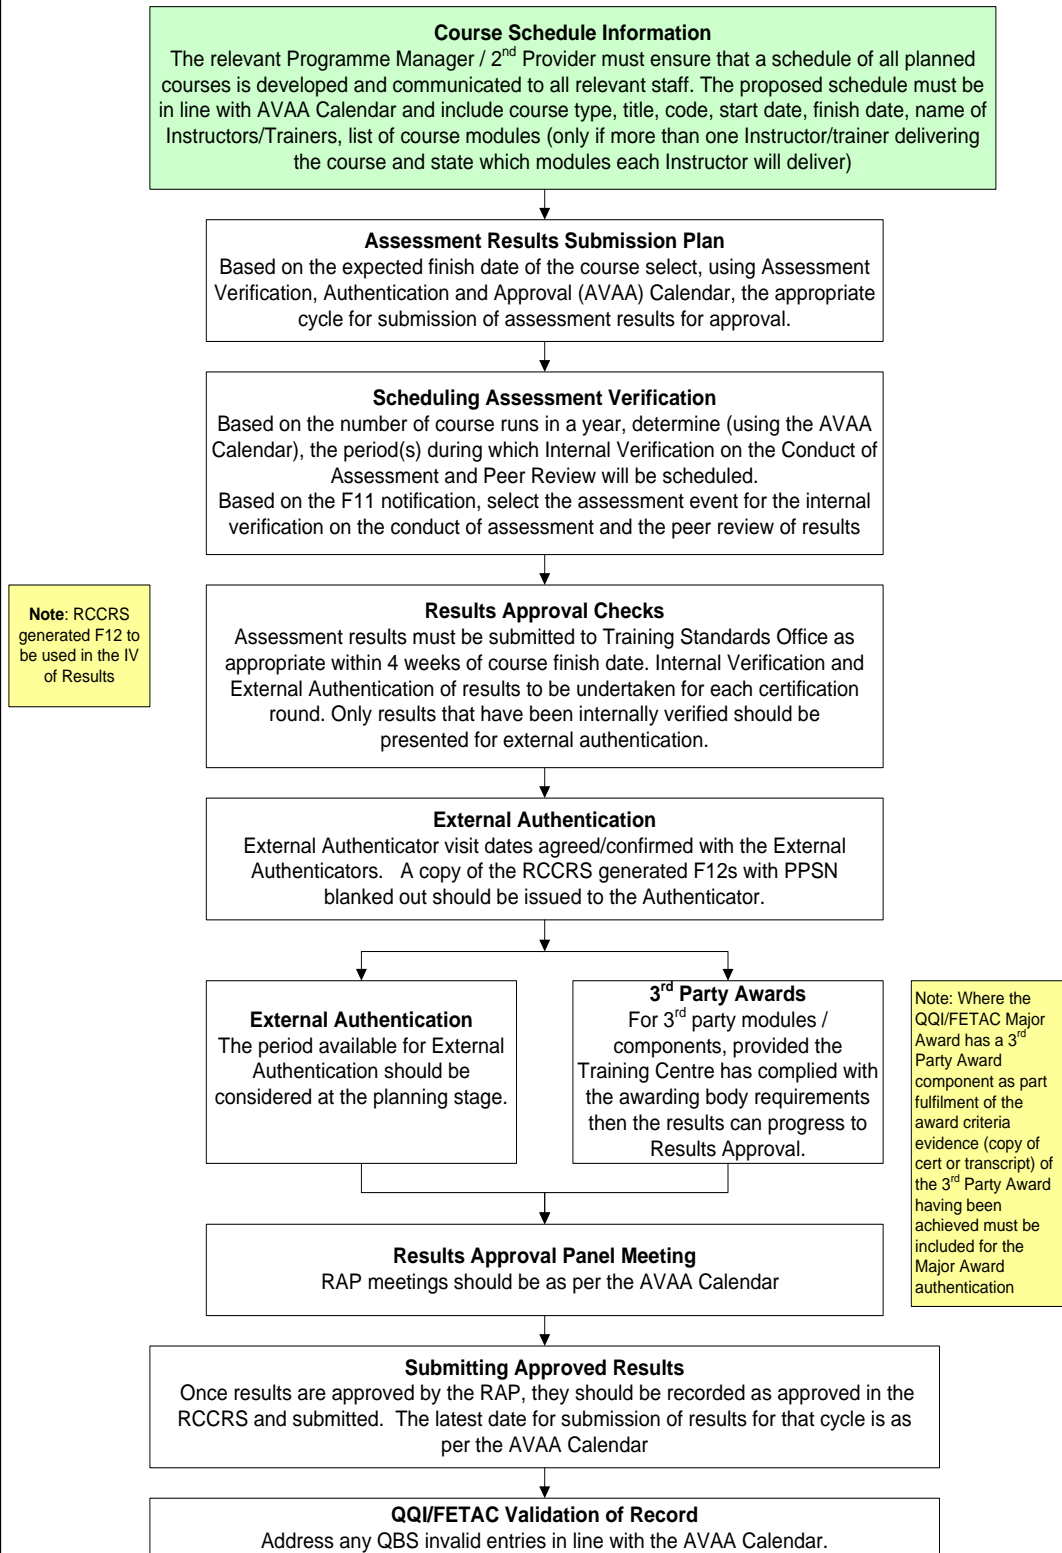 Course Schedule Information
The relevant Programme Manager / 2nd Provider must ensure that a schedule of all planned
courses is developed and communicated to all relevant staff. The proposed schedule must be
in line with AVAA Calendar and include course type, title, code, start date, finish date, name of
Instructors/Trainers, list of course modules (only if more than one Instructor/trainer delivering
the course and state which modules each Instructor will deliver)
Assessment Results Submission Plan
Based on the expected finish date of the course select, using Assessment
Verification, Authentication and Approval (AVAA) Calendar, the appropriate
cycle for submission of assessment results for approval.
Scheduling Assessment Verification
Based on the number of course runs in a year, determine (using the AVAA
Calendar), the period(s) during which Internal Verification on the Conduct of
Assessment and Peer Review will be scheduled.
Based on the F11 notification, select the assessment event for the internal
verification on the conduct of assessment and the peer review of results
Note: RCCRS
generated F12 to
be used in the IV
of Results
Results Approval Checks
Assessment results must be submitted to Training Standards Office as
appropriate within 4 weeks of course finish date. Internal Verification and
External Authentication of results to be undertaken for each certification
round. Only results that have been internally verified should be
presented for external authentication.
External Authentication
External Authenticator visit dates agreed/confirmed with the External
Authenticators. A copy of the RCCRS generated F12s with PPSN
blanked out should be issued to the Authenticator.
External Authentication
The period available for External
Authentication should be
considered at the planning stage.
3rd Party Awards
For 3rd party modules /
components, provided the
Training Centre has complied with
the awarding body requirements
then the results can progress to
Results Approval.
Note: Where the
QQI/FETAC Major
Award has a 3rd
Party Award
component as part
fulfilment of the
award criteria
evidence (copy of
cert or transcript) of
the 3rd Party Award
having been
achieved must be
included for the
Major Award
authentication
Results Approval Panel Meeting
RAP meetings should be as per the AVAA Calendar
Submitting Approved Results
Once results are approved by the RAP, they should be recorded as approved in the
RCCRS and submitted. The latest date for submission of results for that cycle is as
per the AVAA Calendar
QQI/FETAC Validation of Record
Address any QBS invalid entries in line with the AVAA Calendar.